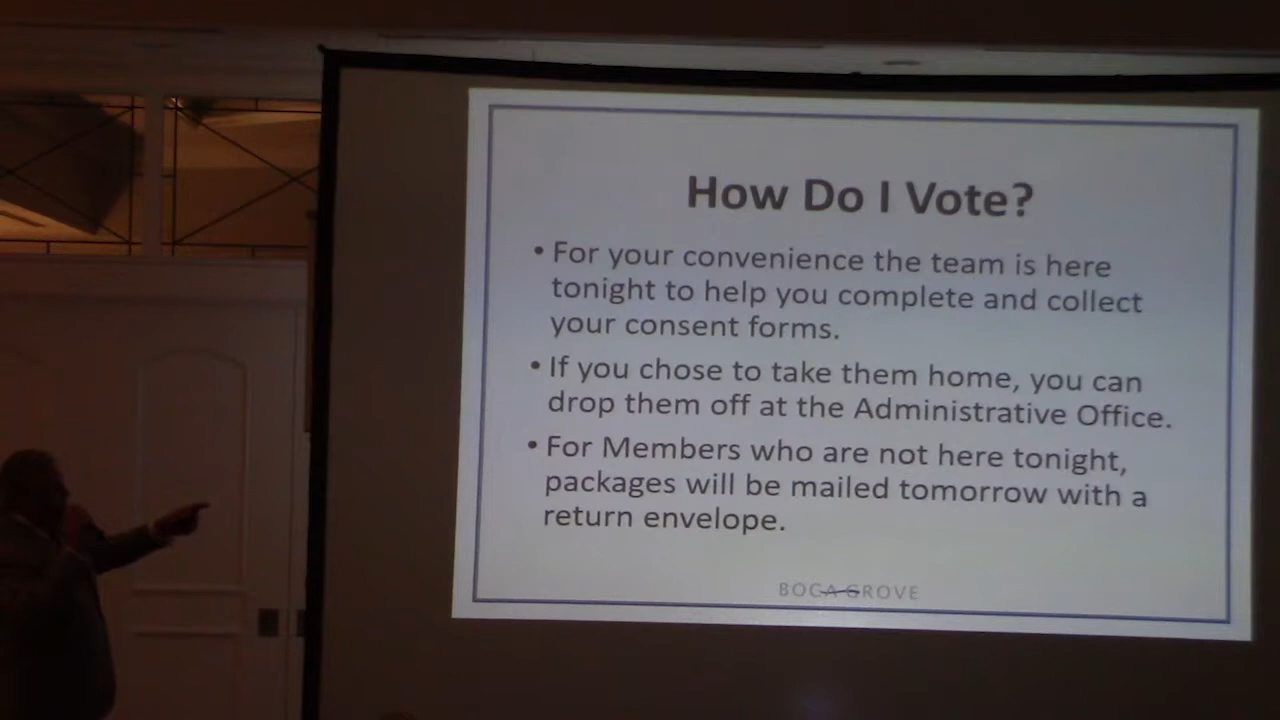 How Do I Vote?
• For your convenience the team is here
tonight to help you complete and collect
your consent forms.
• If you chose to take them home, you can
drop them off at the Administrative Office.
• For Members who are not here tonight,
packages will be mailed tomorrow with a
return envelope.
BOCA GROVE